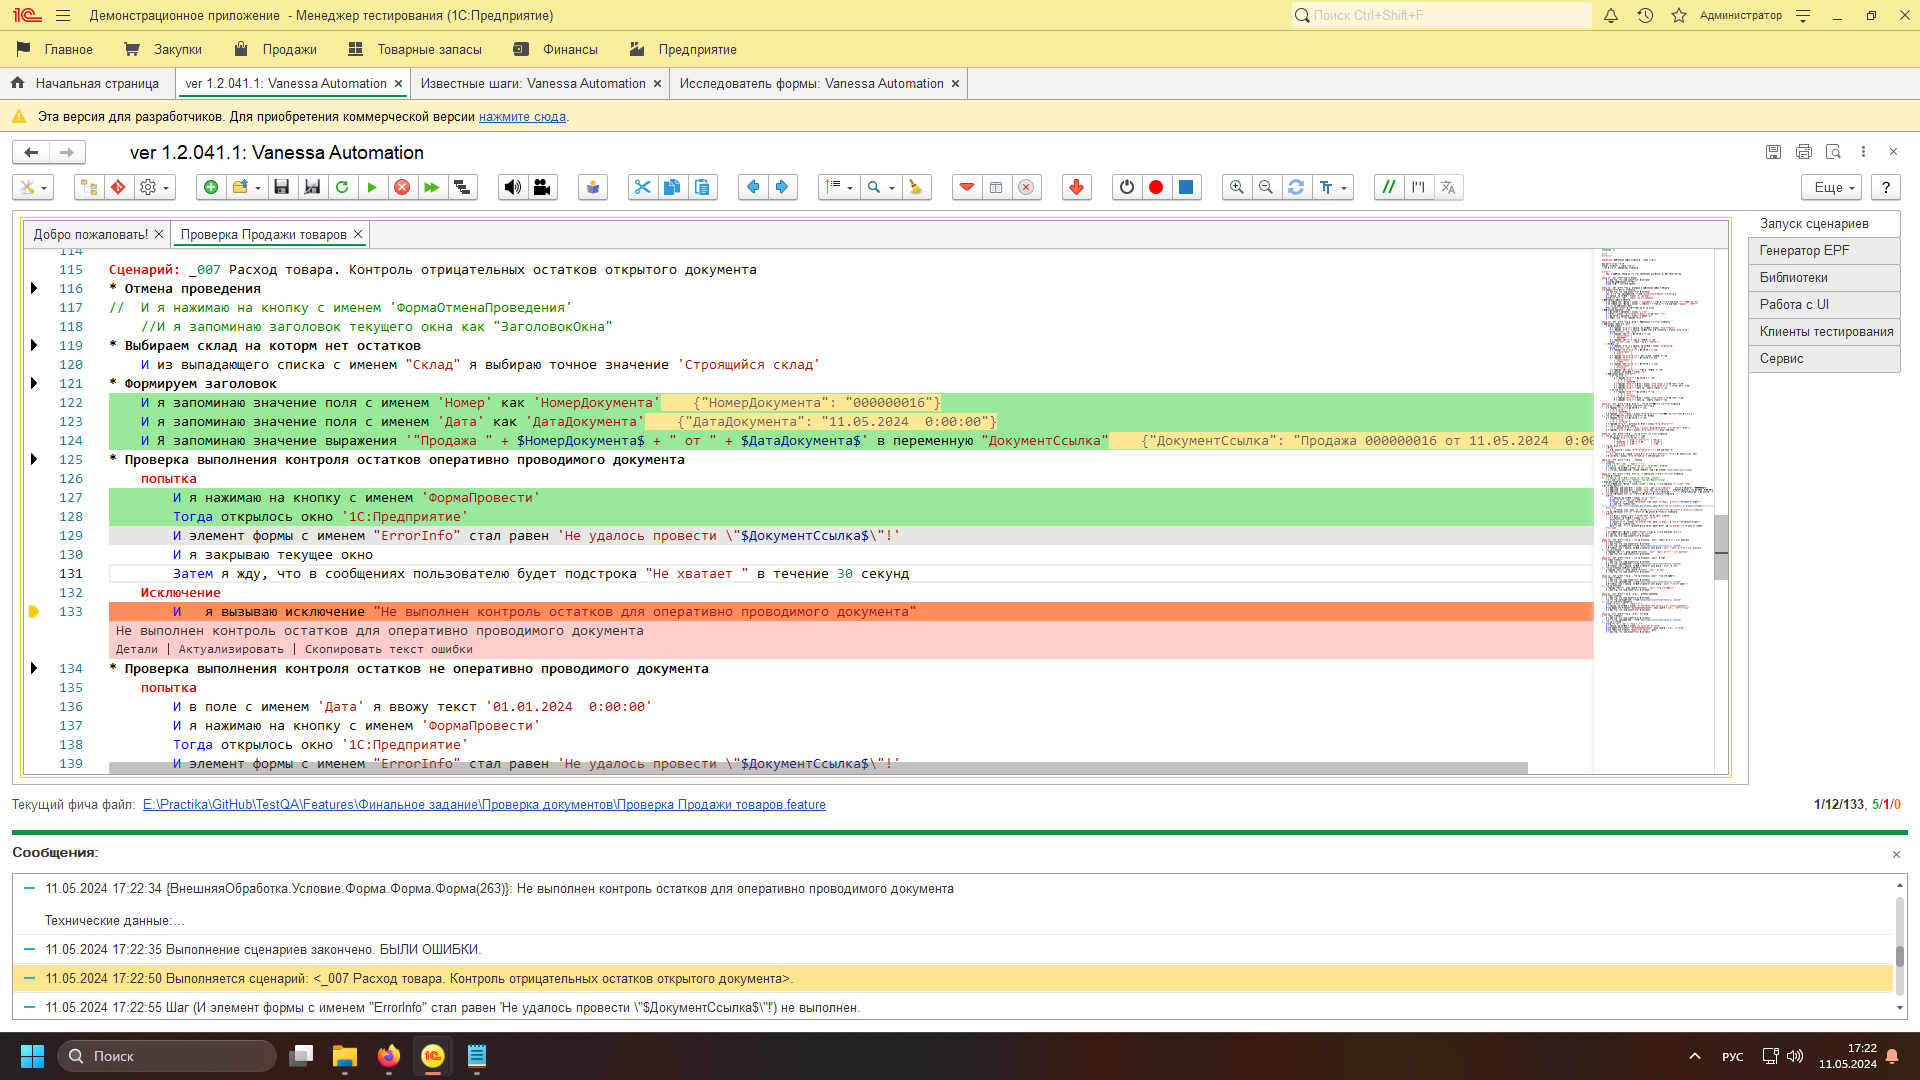 Демонстрационное приложение - Менеджер тестирования (1С:Предприятие)
Поиск Ctrl+Shift+F
Администратор
Главное
Закупки
Продажи
Товарные запасы
Финансы
Предприятие
Начальная страница
ver 1.2.041.1: Vanessa Automation ×
Известные шаги: Vanessa Automation ×
Исследователь формы: Vanessa Automation ×
Эта версия для разработчиков. Для приобретения коммерческой версии нажмите сюда.
ver 1.2.041.1: Vanessa Automation
Еще
?
Добро пожаловать! ×
Проверка Продажи товаров ×
Запуск сценариев
Генератор EPF
Библиотеки
Работа с UI
Клиенты тестирования
Сервис
114
115 Сценарий: _007 Расход товара. Контроль отрицательных остатков открытого документа
116 * Отмена проведения
117 // И я нажимаю на кнопку с именем 'ФормаОтменаПроведения'
118 //И я запоминаю заголовок текущего окна как "ЗаголовокОкна"
119 * Выбираем склад на котором нет остатков
120 И из выпадающего списка с именем "Склад" я выбираю точное значение 'Строящийся склад'
121 * Формируем заголовок
122 И я запоминаю значение поля с именем 'Номер' как 'НомерДокумента' {"НомерДокумента": "000000016"}
123 И я запоминаю значение поля с именем 'Дата' как 'ДатаДокумента' {"ДатаДокумента": "11.05.2024  0:00:00"}
124 И Я запоминаю значение выражения '"Продажа " + $НомерДокумента$ + " от " + $ДатаДокумента$' в переменную "ДокументСсылка" {"ДокументСсылка": "Продажа 000000016 от 11.05.2024  0:00
125 * Проверка выполнения контроля остатков оперативно проводимого документа
126 попытка
127 И я нажимаю на кнопку с именем 'ФормаПровести'
128 Тогда открылось окно '1С:Предприятие'
129 И элемент формы с именем "ErrorInfo" стал равен 'Не удалось провести \"$ДокументСсылка$\"!'
130 И я закрываю текущее окно
131 Затем я жду, что в сообщениях пользователю будет подстрока "Не хватает " в течение 30 секунд
132 Исключение
133 И   я вызываю исключение "Не выполнен контроль остатков для оперативно проводимого документа"
Не выполнен контроль остатков для оперативно проводимого документа
Детали | Актуализировать | Скопировать текст ошибки
134 * Проверка выполнения контроля остатков не оперативно проводимого документа
135 попытка
136 И в поле с именем 'Дата' я ввожу текст '01.01.2024  0:00:00'
137 И я нажимаю на кнопку с именем 'ФормаПровести'
138 Тогда открылось окно '1С:Предприятие'
139 И элемент формы с именем "ErrorInfo" стал равен 'Не удалось провести \"$ДокументСсылка$\"!'
Текущий фича файл: E:\Practika\GitHub\TestQA\Features\Финальное задание\Проверка документов\Проверка Продажи товаров.feature
1/12/133, 5/1/0
Сообщения:
11.05.2024 17:22:34 {ВнешняяОбработка.Условие.Форма.Форма.Форма(263)}: Не выполнен контроль остатков для оперативно проводимого документа
Технические данные:...
11.05.2024 17:22:35 Выполнение сценариев закончено. БЫЛИ ОШИБКИ.
11.05.2024 17:22:50 Выполняется сценарий: <_007 Расход товара. Контроль отрицательных остатков открытого документа>.
11.05.2024 17:22:55 Шаг (И элемент формы с именем "ErrorInfo" стал равен 'Не удалось провести \"$ДокументСсылка$\"!') не выполнен.
Поиск
РУС
17:22
11.05.2024